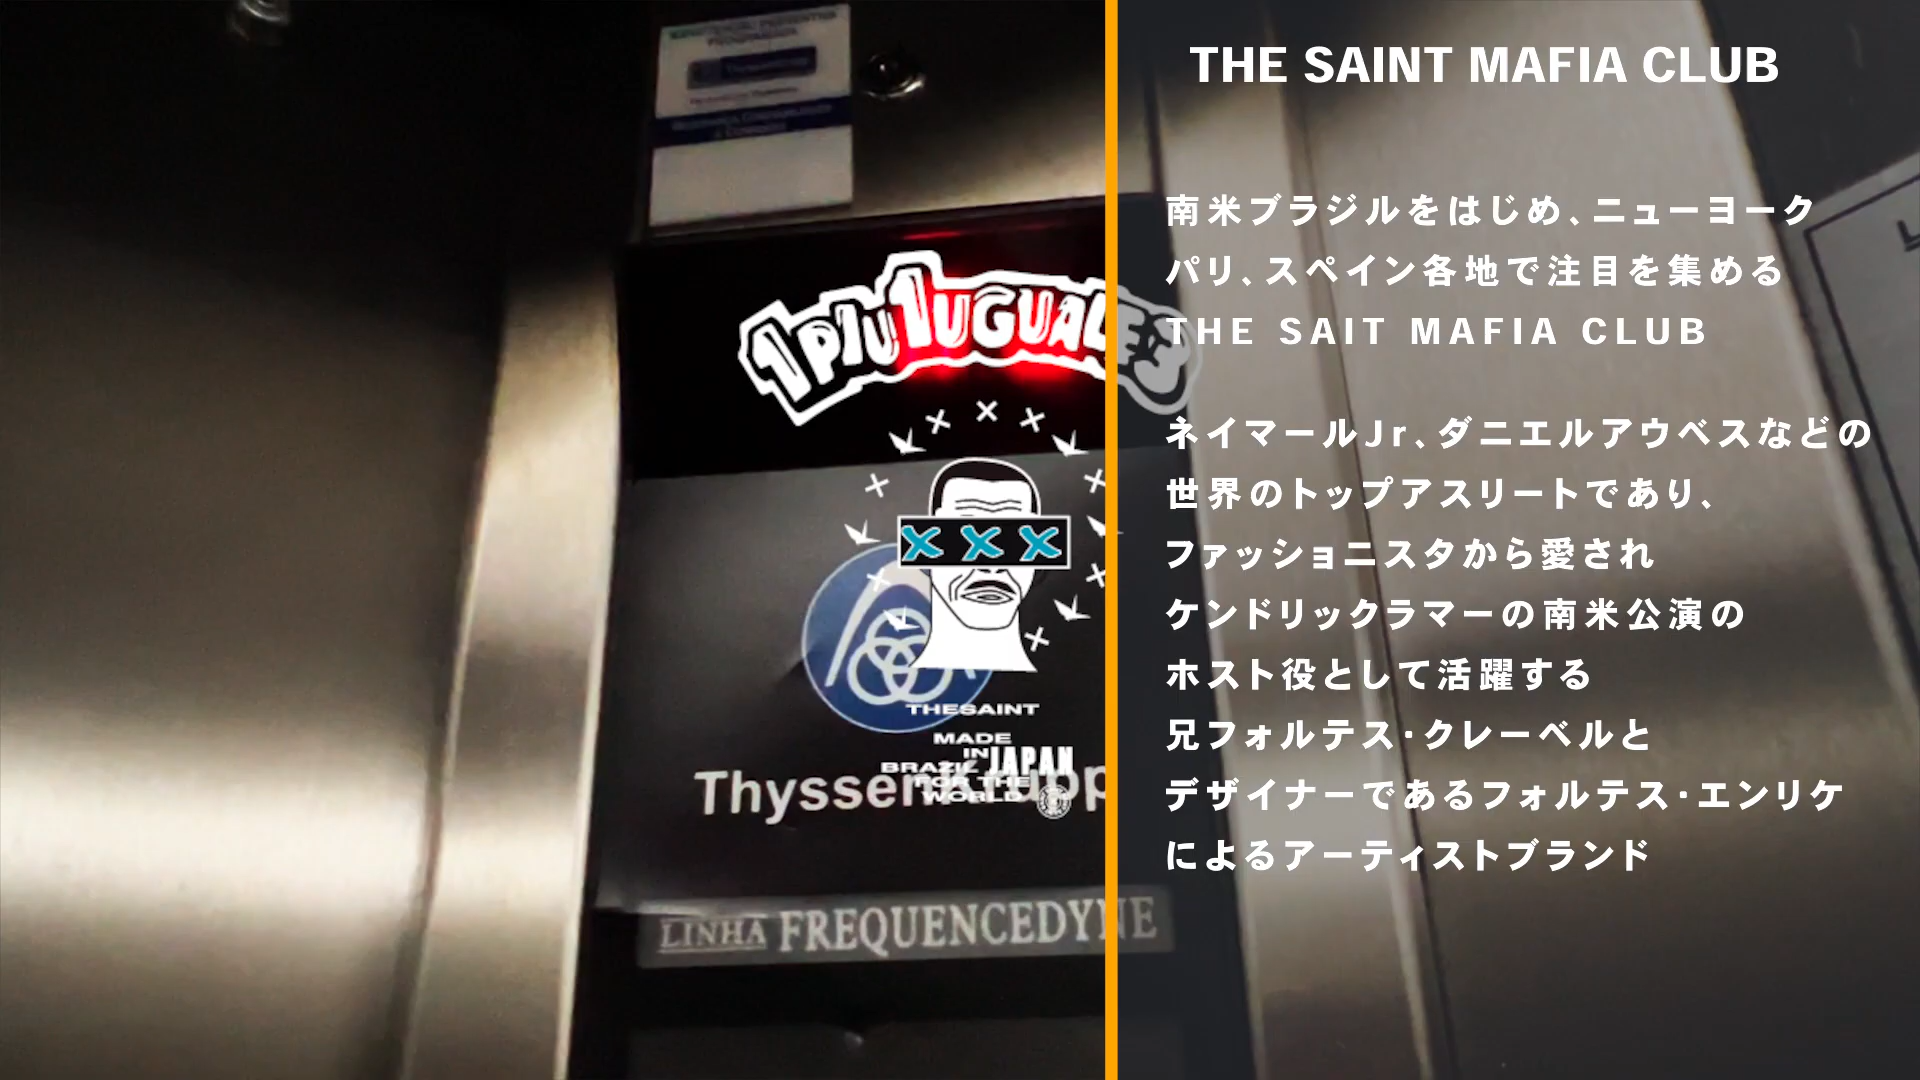 THE SAINT MAFIA CLUB
南米ブラジルをはじめ、ニューヨーク
パリ、スペイン各地で注目を集める
THE SAIT MAFIA CLUB
ネイマールJr、ダニエルアウベスなどの
世界のトップアスリートであり、
ファッショニスタから愛され
ケンドリックラマーの南米公演の
ホスト役として活躍する
兄フォルテス・クレーベルと
デザイナーであるフォルテス・エンリケ
によるアーティストブランド
1PIU1UGUALE3
THESAINT
MADE
IN JAPAN
BRAZIL
FOR THE
WORLD
ThyssenKrupp
LINHA FREQUENCEDYNE